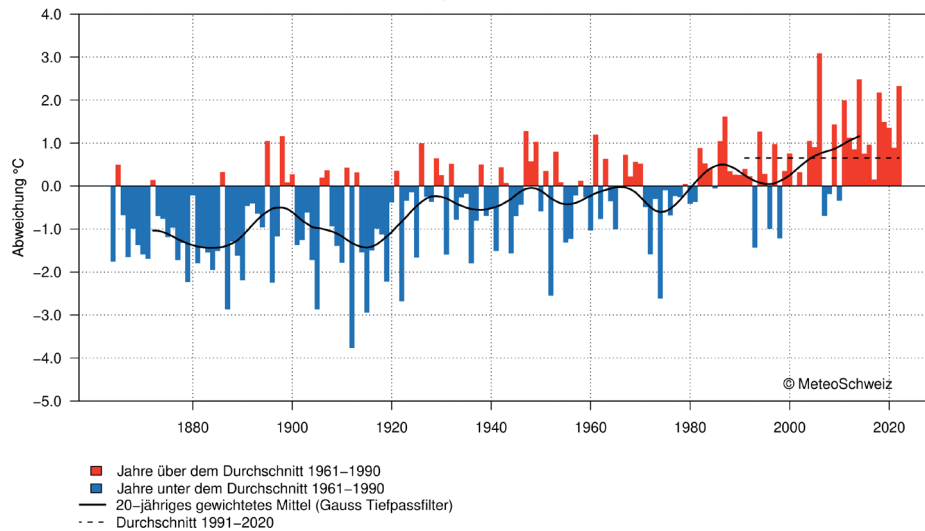 4.0
3.0
2.0
1.0
0.0
−1.0
−2.0
−3.0
−4.0
−5.0
Abweichung °C
© MeteoSchweiz
1880 1900 1920 1940 1960 1980 2000 2020
Jahre über dem Durchschnitt 1961−1990
Jahre unter dem Durchschnitt 1961−1990
20−jähriges gewichtetes Mittel (Gauss Tiefpassfilter)
Durchschnitt 1991−2020